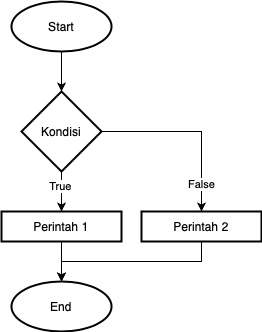 Start
Kondisi
True
False
Perintah 1
Perintah 2
End